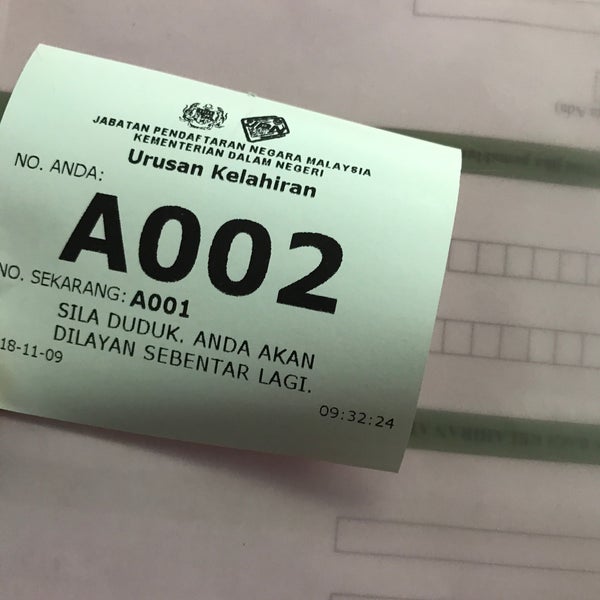 JABATAN PENDAFTARAN NEGARA MALAYSIA
KEMENTERIAN DALAM NEGERI
Urusan Kelahiran
NO. ANDA:
A002
NO. SEKARANG: A001
SILA DUDUK. ANDA AKAN
DILAYAN SEBENTAR LAGI.
18-11-09
09:32:24